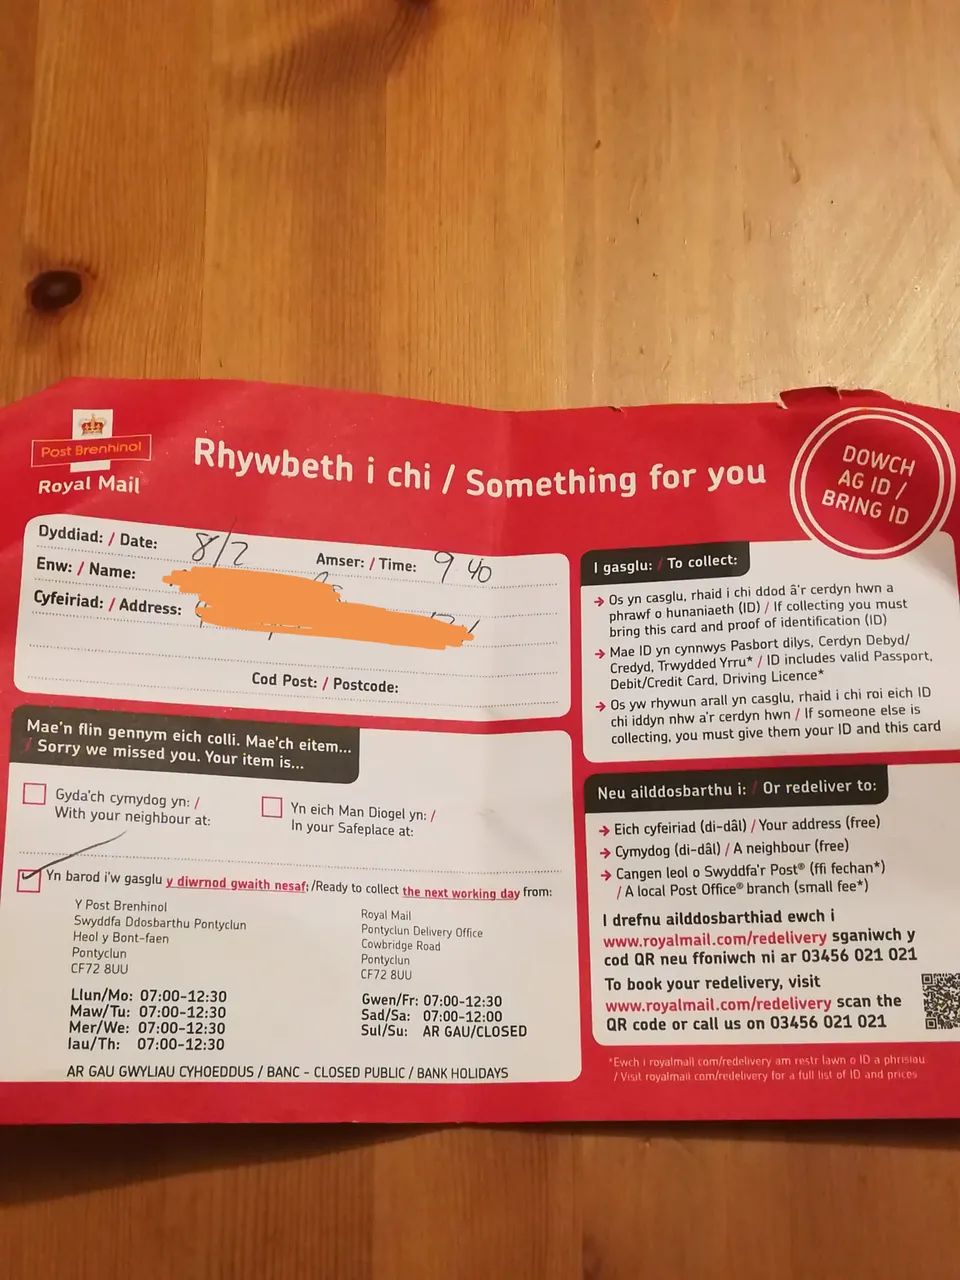 Post Brenhinol
Royal Mail
Rhywbeth i chi / Something for you
DOWCH
AG ID /
BRING ID
Dyddiad: / Date: 8/2 Amser: / Time: 9 40
Enw: / Name:
Cyfeiriad: / Address:
Cod Post: / Postcode:
Mae'n flin gennym eich colli. Mae'ch eitem...
/ Sorry we missed you. Your item is...
Gyda'ch cymydog yn: /
With your neighbour at:
Yn eich Man Diogel yn: /
In your Safeplace at:
Yn barod i'w gasglu y diwrnod gwaith nesaf: /Ready to collect the next working day from:
Y Post Brenhinol
Swyddfa Ddosbarthu Pontyclun
Heol y Bont-faen
Pontyclun
CF72 8UU
Royal Mail
Pontyclun Delivery Office
Cowbridge Road
Pontyclun
CF72 8UU
Llun/Mo: 07:00-12:30
Maw/Tu: 07:00-12:30
Mer/We: 07:00-12:30
Iau/Th: 07:00-12:30
Gwen/Fr: 07:00-12:30
Sad/Sa: 07:00-12:00
Sul/Su: AR GAU/CLOSED
AR GAU GWYLIAU CYHOEDDUS / BANC - CLOSED PUBLIC / BANK HOLIDAYS
I gasglu: / To collect:
Os yn casglu, rhaid i chi ddod â'r cerdyn hwn a
phrawf o hunaniaeth (ID) / If collecting you must
bring this card and proof of identification (ID)
Mae ID yn cynnwys Pasbort dilys, Cerdyn Debyd/
Credyd, Trwydded Yrru* / ID includes valid Passport,
Debit/Credit Card, Driving Licence*
Os yw rhywun arall yn casglu, rhaid i chi roi eich ID
chi iddyn nhw a'r cerdyn hwn / If someone else is
collecting, you must give them your ID and this card
Neu ailddosbarthu i: / Or redeliver to:
Eich cyfeiriad (di-dâl) / Your address (free)
Cymydog (di-dâl) / A neighbour (free)
Cangen leol o Swyddfa'r Post® (ffi fechan*)
/ A local Post Office® branch (small fee*)
I drefnu ailddosbarthiad ewch i
www.royalmail.com/redelivery sganiwch y
cod QR neu ffoniwch ni ar 03456 021 021
To book your redelivery, visit
www.royalmail.com/redelivery scan the
QR code or call us on 03456 021 021
*Ewch i royalmail.com/redelivery am restr lawn o ID a phrisiau
/ Visit royalmail.com/redelivery for a full list of ID and prices